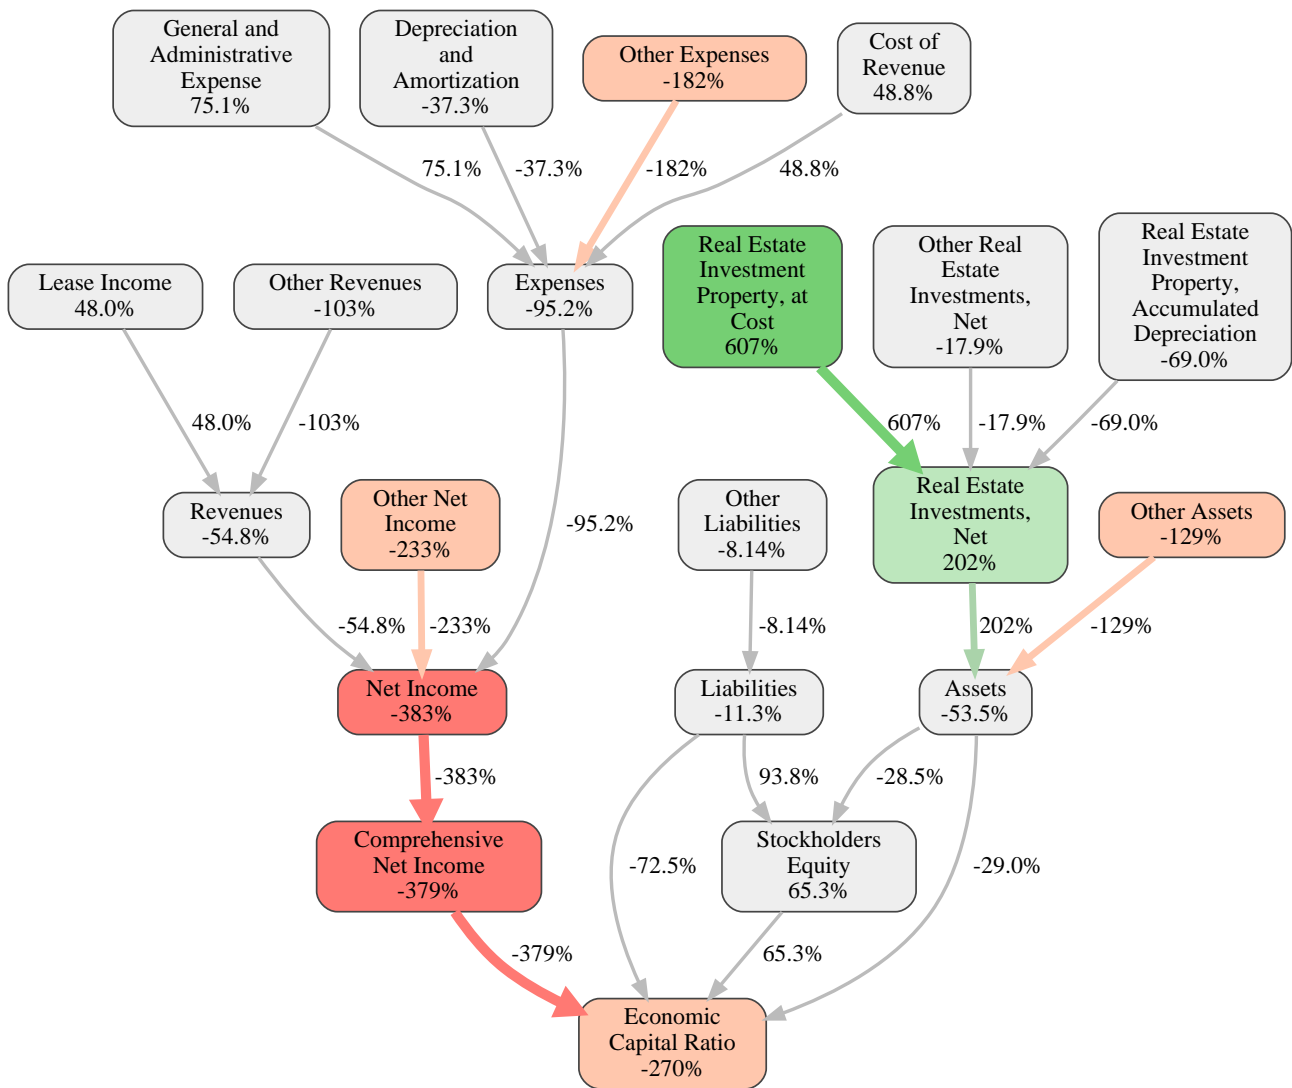 General and
Administrative
Expense
75.1%
Depreciation
and
Amortization
-37.3%
Other Expenses
-182%
Cost of
Revenue
48.8%
75.1%
-37.3%
-182%
48.8%
Lease Income
48.0%
Other Revenues
-103%
Expenses
-95.2%
Real Estate
Investment
Property, at
Cost
607%
Other Real
Estate
Investments,
Net
-17.9%
Real Estate
Investment
Property,
Accumulated
Depreciation
-69.0%
48.0%
-103%
607%
-17.9%
-69.0%
Revenues
-54.8%
Other Net
Income
-233%
-95.2%
Other
Liabilities
-8.14%
Real Estate
Investments,
Net
202%
Other Assets
-129%
-54.8%
-233%
-8.14%
202%
-129%
Net Income
-383%
Liabilities
-11.3%
Assets
-53.5%
-383%
93.8%
-28.5%
Comprehensive
Net Income
-379%
-72.5%
Stockholders
Equity
65.3%
-29.0%
-379%
65.3%
Economic
Capital Ratio
-270%